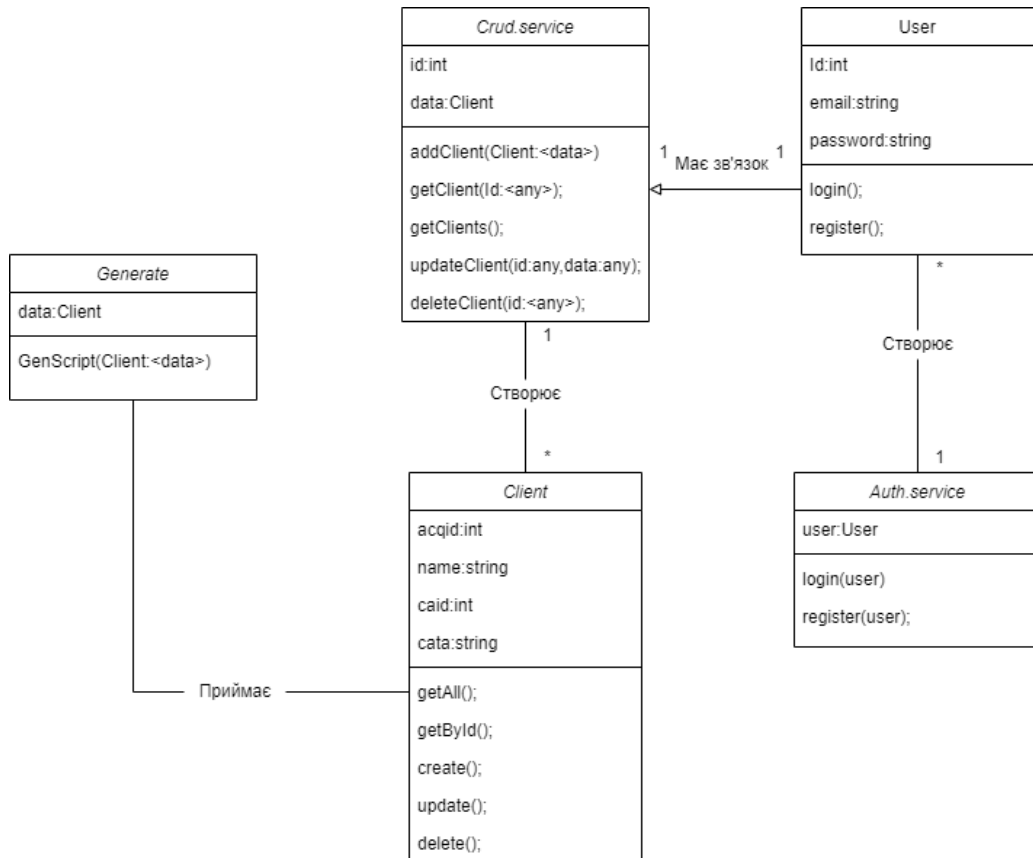 Crud.service
id:int
data:Client
addClient(Client:<data>)
getClient(Id:<any>);
getClients();
updateClient(id:any,data:any);
deleteClient(id:<any>);
User
Id:int
email:string
password:string
login();
register();
1
Має зв'язок
1
Generate
data:Client
GenScript(Client:<data>)
1
Створює
*
*
Створює
1
Client
acqid:int
name:string
caid:int
cata:string
getAll();
getById();
create();
update();
delete();
Auth.service
user:User
login(user)
register(user);
Приймає